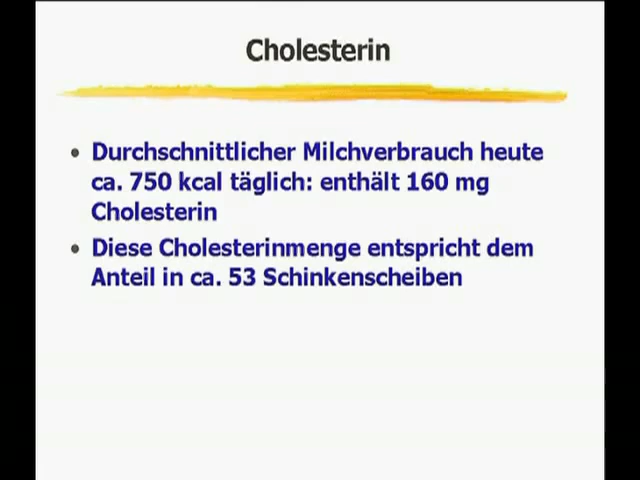 Cholesterin
• Durchschnittlicher Milchverbrauch heute
ca. 750 kcal täglich: enthält 160 mg
Cholesterin
• Diese Cholesterinmenge entspricht dem
Anteil in ca. 53 Schinkenscheiben